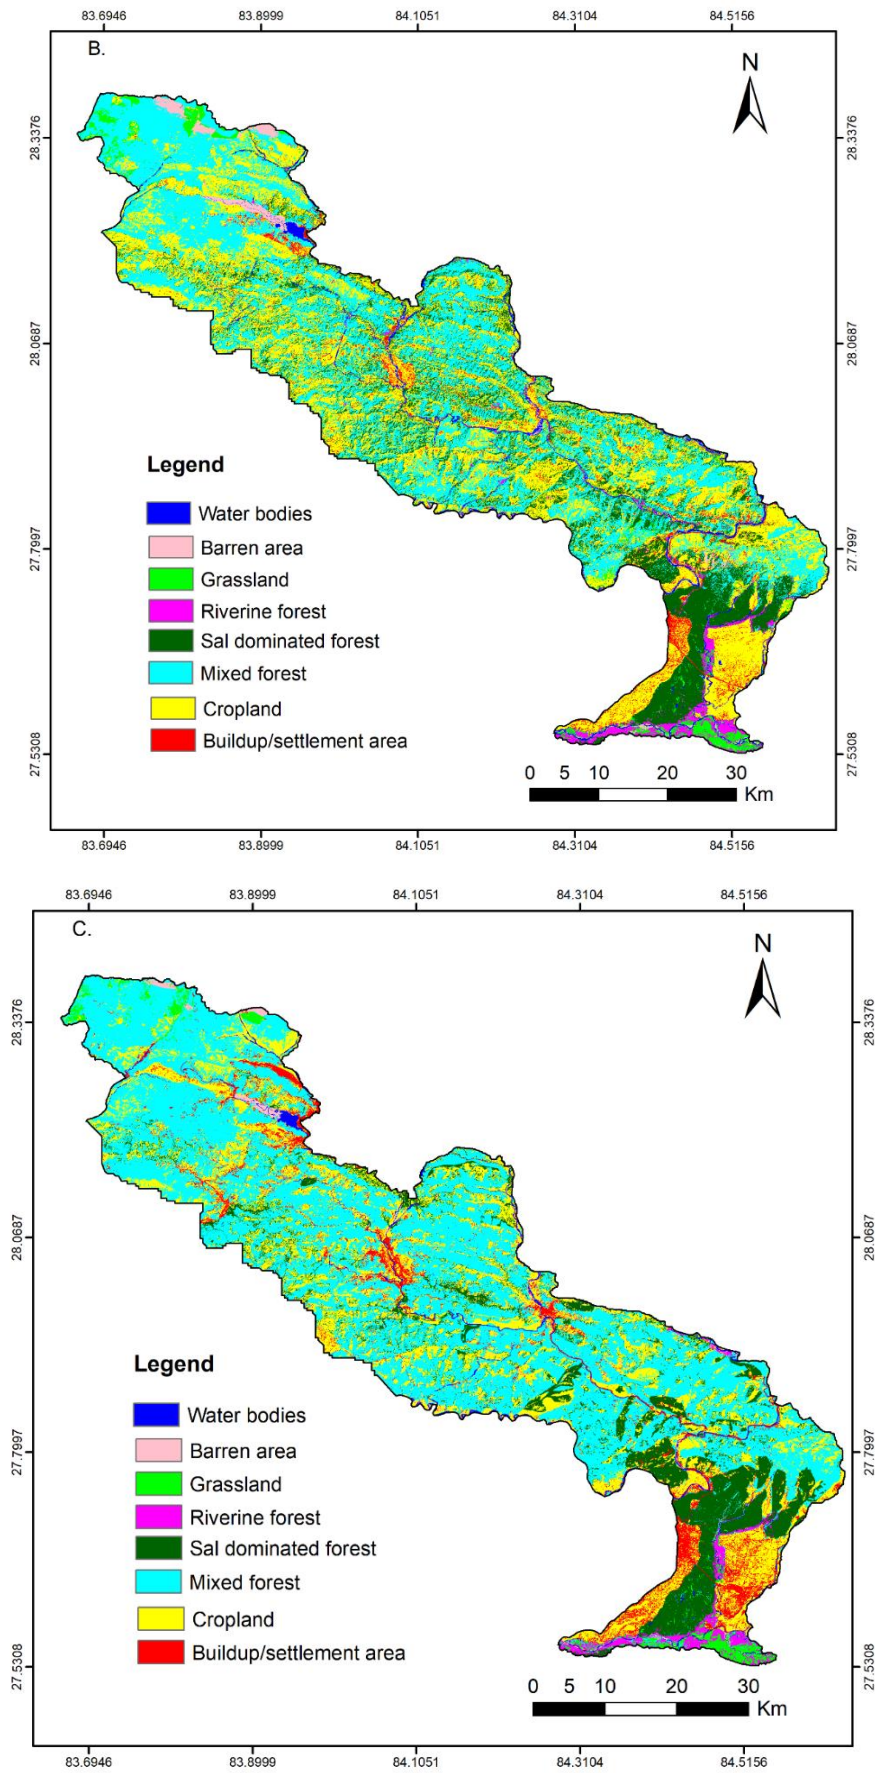 83.6946 83.8999 84.1051 84.3104 84.5156
B.
N
28.3376 28.3376
28.0687 28.0687
Legend
Water bodies
27.7997 27.7997
Barren area
Grassland
Riverine forest
Sal dominated forest
Mixed forest
Cropland
Buildup/settlement area
27.5308 27.5308
0 5 10 20 30
Km
83.6946 83.8999 84.1051 84.3104 84.5156
83.6946 83.8999 84.1051 84.3104 84.5156
C.
N
28.3376 28.3376
28.0687 28.0687
Legend
Water bodies
27.7997 27.7997
Barren area
Grassland
Riverine forest
Sal dominated forest
Mixed forest
Cropland
Buildup/settlement area
27.5308 27.5308
0 5 10 20 30
Km
83.6946 83.8999 84.1051 84.3104 84.5156